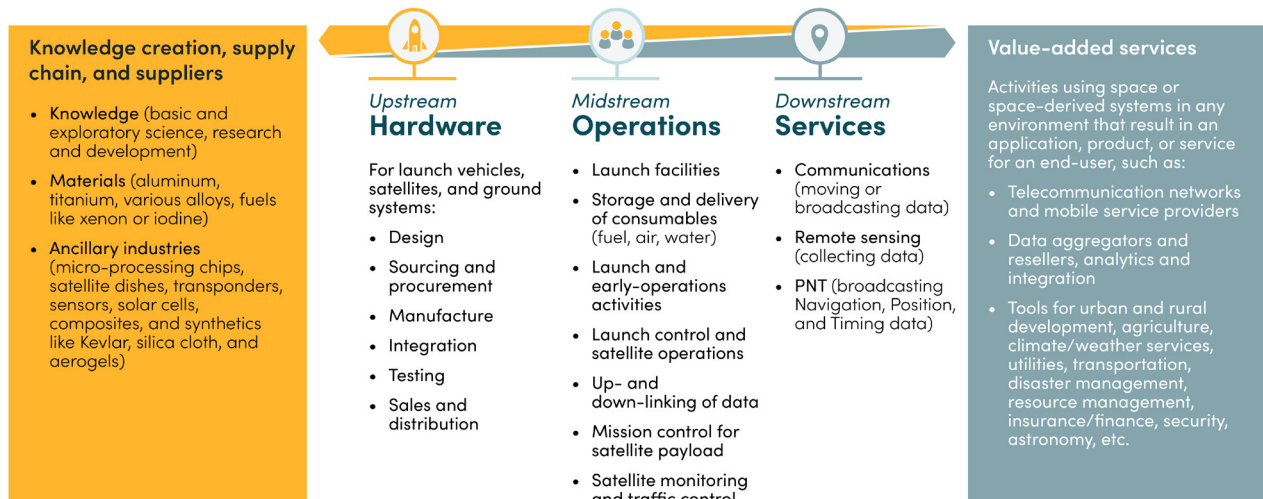 Knowledge creation, supply
chain, and suppliers
• Knowledge (basic and
exploratory science, research
and development)
• Materials (aluminum,
titanium, various alloys, fuels
like xenon or iodine)
• Ancillary industries
(micro-processing chips,
satellite dishes, transponders,
sensors, solar cells,
composites, and synthetics
like Kevlar, silica cloth, and
aerogels)
Upstream
Hardware
For launch vehicles,
satellites, and ground
systems:
• Design
• Sourcing and
procurement
• Manufacture
• Integration
• Testing
• Sales and
distribution
Midstream
Operations
• Launch facilities
• Storage and delivery
of consumables
(fuel, air, water)
• Launch and
early-operations
activities
• Launch control and
satellite operations
• Up- and
down-linking of data
• Mission control for
satellite payload
• Satellite monitoring
and traffic control
Downstream
Services
• Communications
(moving or
broadcasting data)
• Remote sensing
(collecting data)
• PNT (broadcasting
Navigation, Position,
and Timing data)
Value-added services
Activities using space or
space-derived systems in any
environment that result in an
application, product, or service
for an end-user, such as:
• Telecommunication networks
and mobile service providers
• Data aggregators and
resellers, analytics and
integration
• Tools for urban and rural
development, agriculture,
climate/weather services,
utilities, transportation,
disaster management,
resource management,
insurance/finance, security,
astronomy, etc.